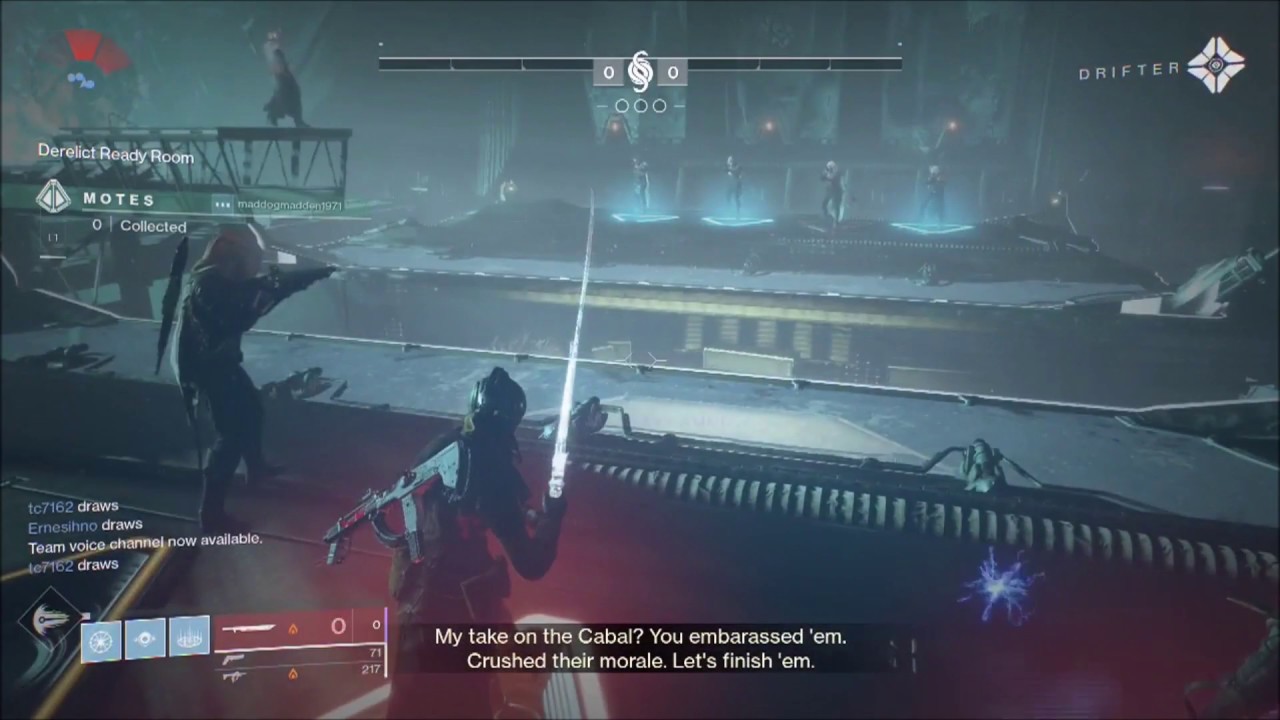 0 0
DRIFTER
Derelict Ready Room
MOTES
maddogmadden1971
0 | Collected
tc7162 draws
Ernesihno draws
Team voice channel now available.
tc7162 draws
0 0
71
217
My take on the Cabal? You embarassed 'em.
Crushed their morale. Let's finish 'em.